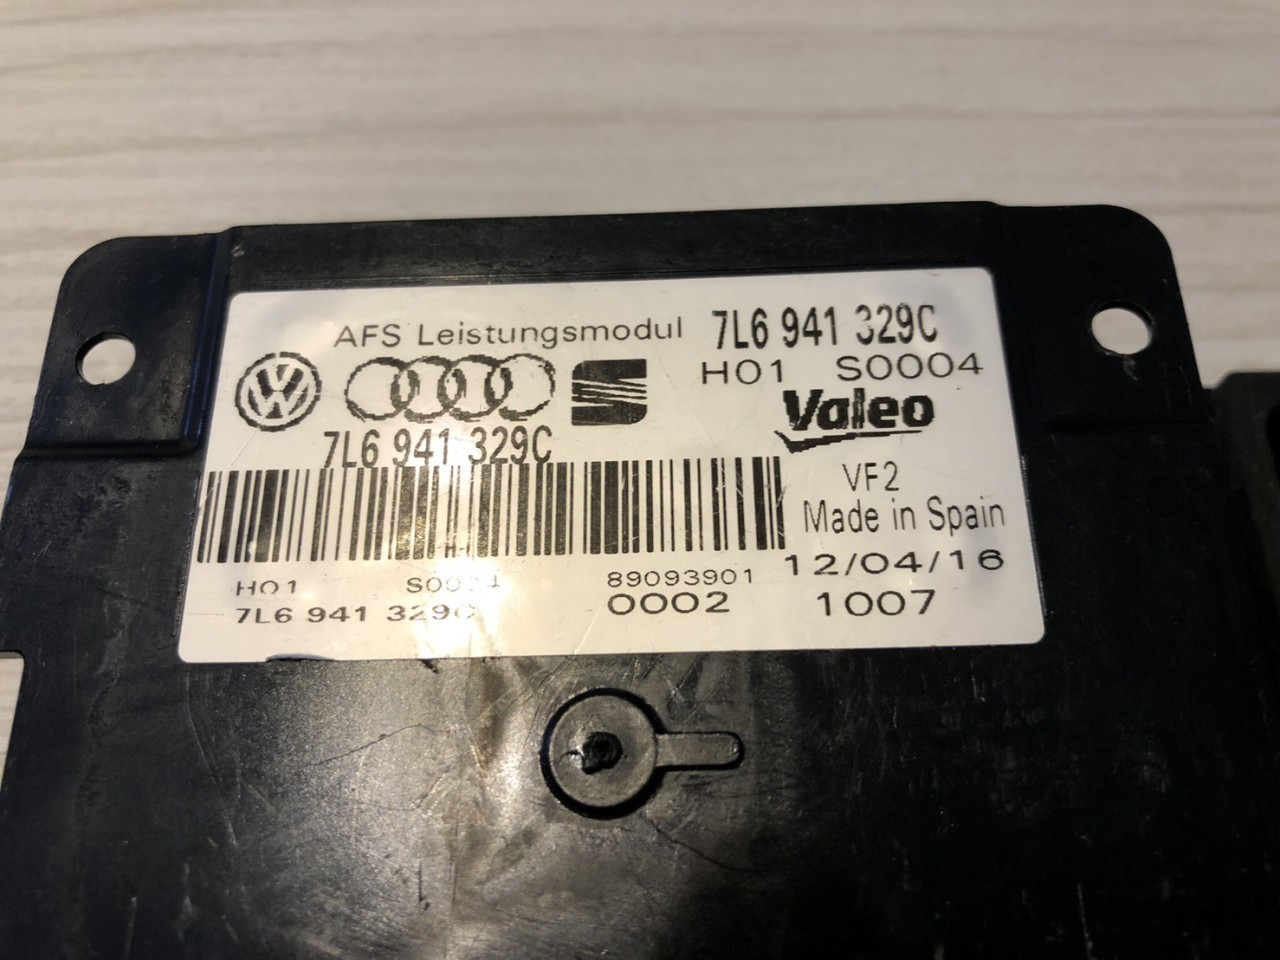 AFS Leistungsmodul 7L6 941 329C
H01 S0004
Valeo
7L6 941 329C
VF2
Made in Spain
12/04/16
H01 S0004 89093901
7L6 941 329C 0002 1007